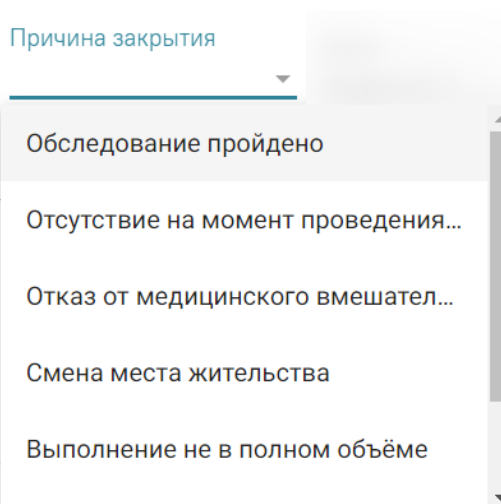 Причина закрытия
Обследование пройдено
Отсутствие на момент проведения...
Отказ от медицинского вмешател...
Смена места жительства
Выполнение не в полном объёме